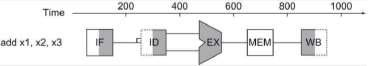 Time 200 400 600 800 1000
add x1, x2, x3 IF ID EX MEM WB